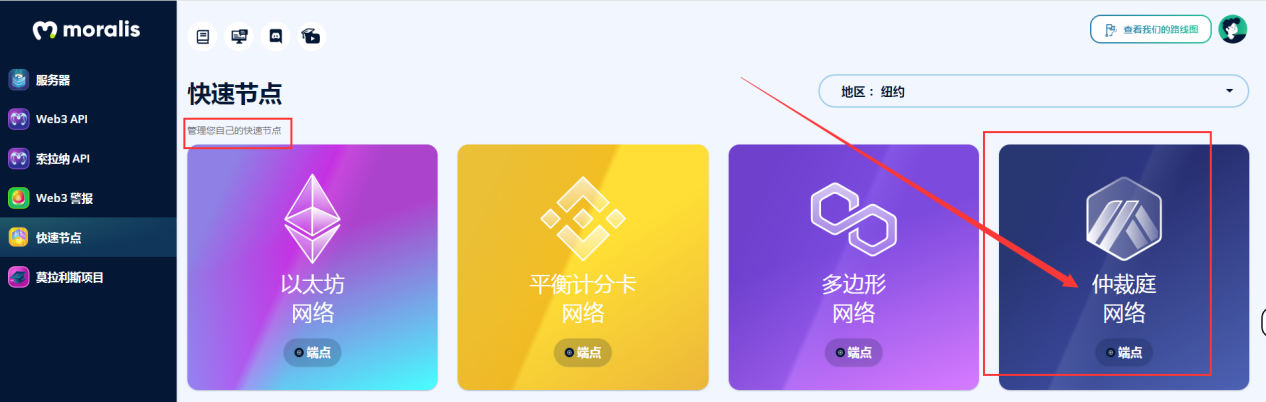 moralis
服务器
Web3 API
索拉纳 API
Web3 警报
快速节点
莫拉利斯项目
查看我们的路线图
快速节点
地区： 纽约
管理您自己的快速节点
以太坊
网络
端点
平衡计分卡
网络
端点
多边形
网络
端点
仲裁庭
网络
端点